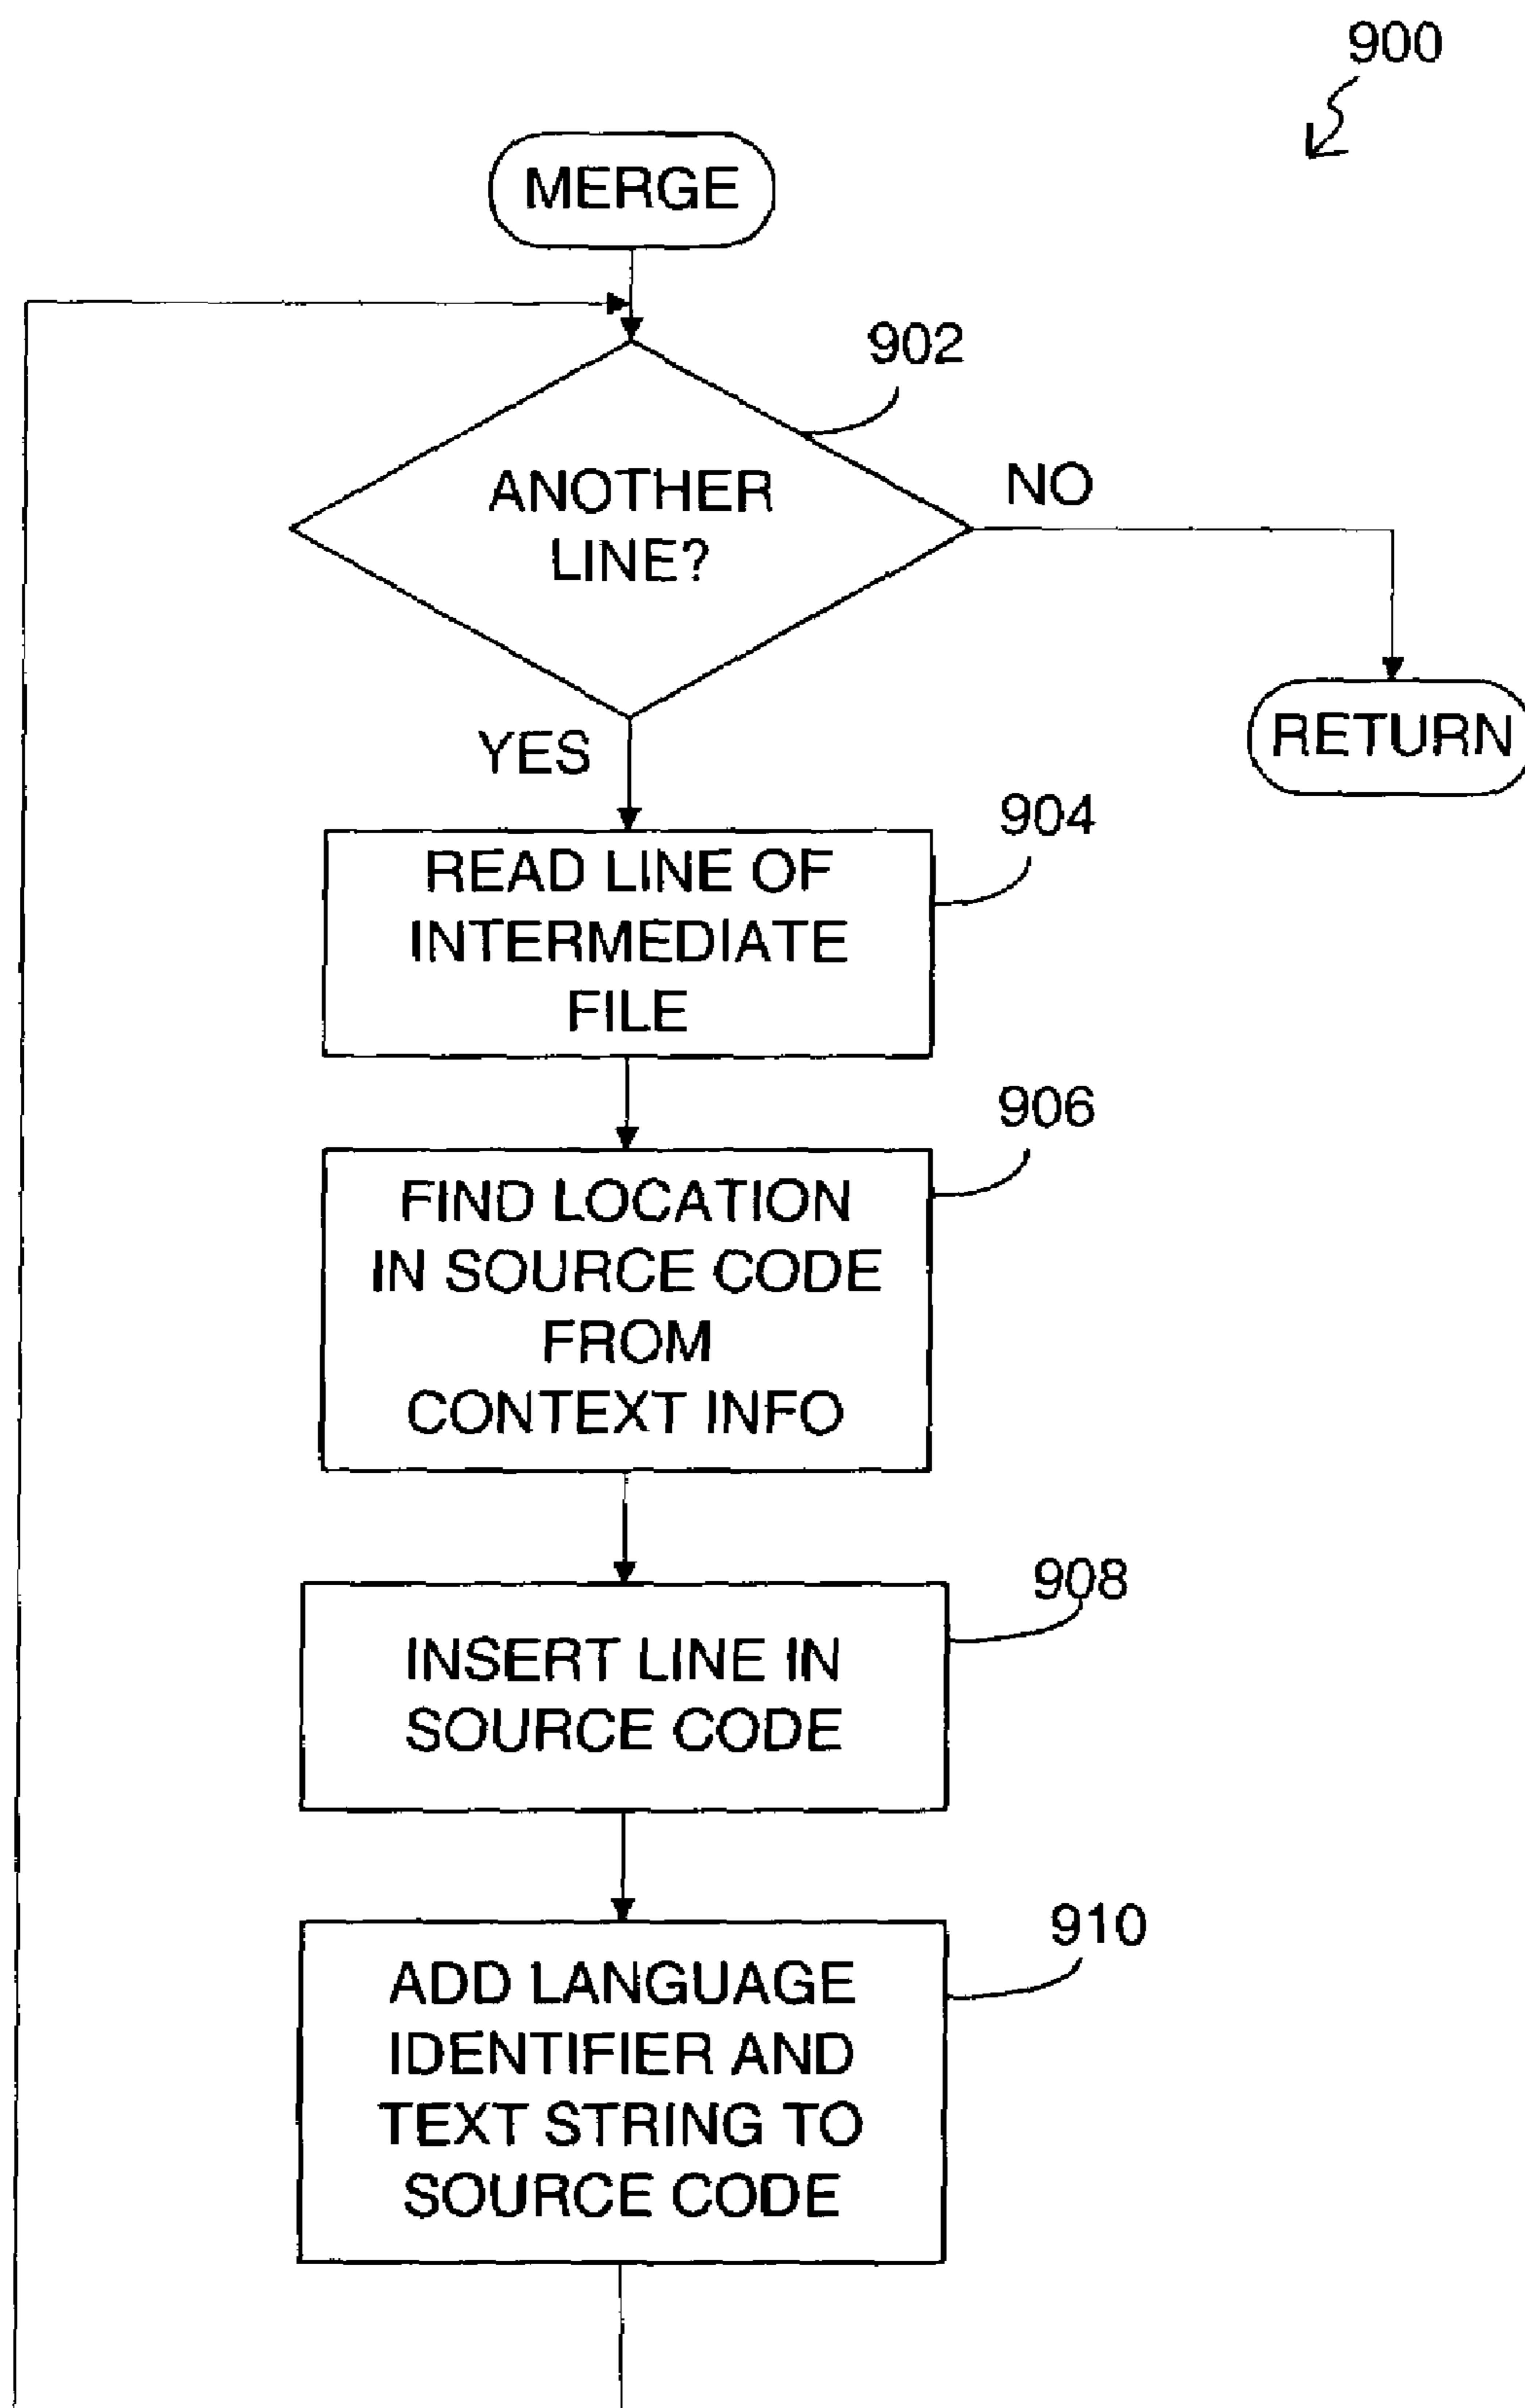 900
MERGE
902
ANOTHER
LINE?
NO
YES
RETURN
904
READ LINE OF
INTERMEDIATE
FILE
906
FIND LOCATION
IN SOURCE CODE
FROM
CONTEXT INFO
908
INSERT LINE IN
SOURCE CODE
910
ADD LANGUAGE
IDENTIFIER AND
TEXT STRING TO
SOURCE CODE